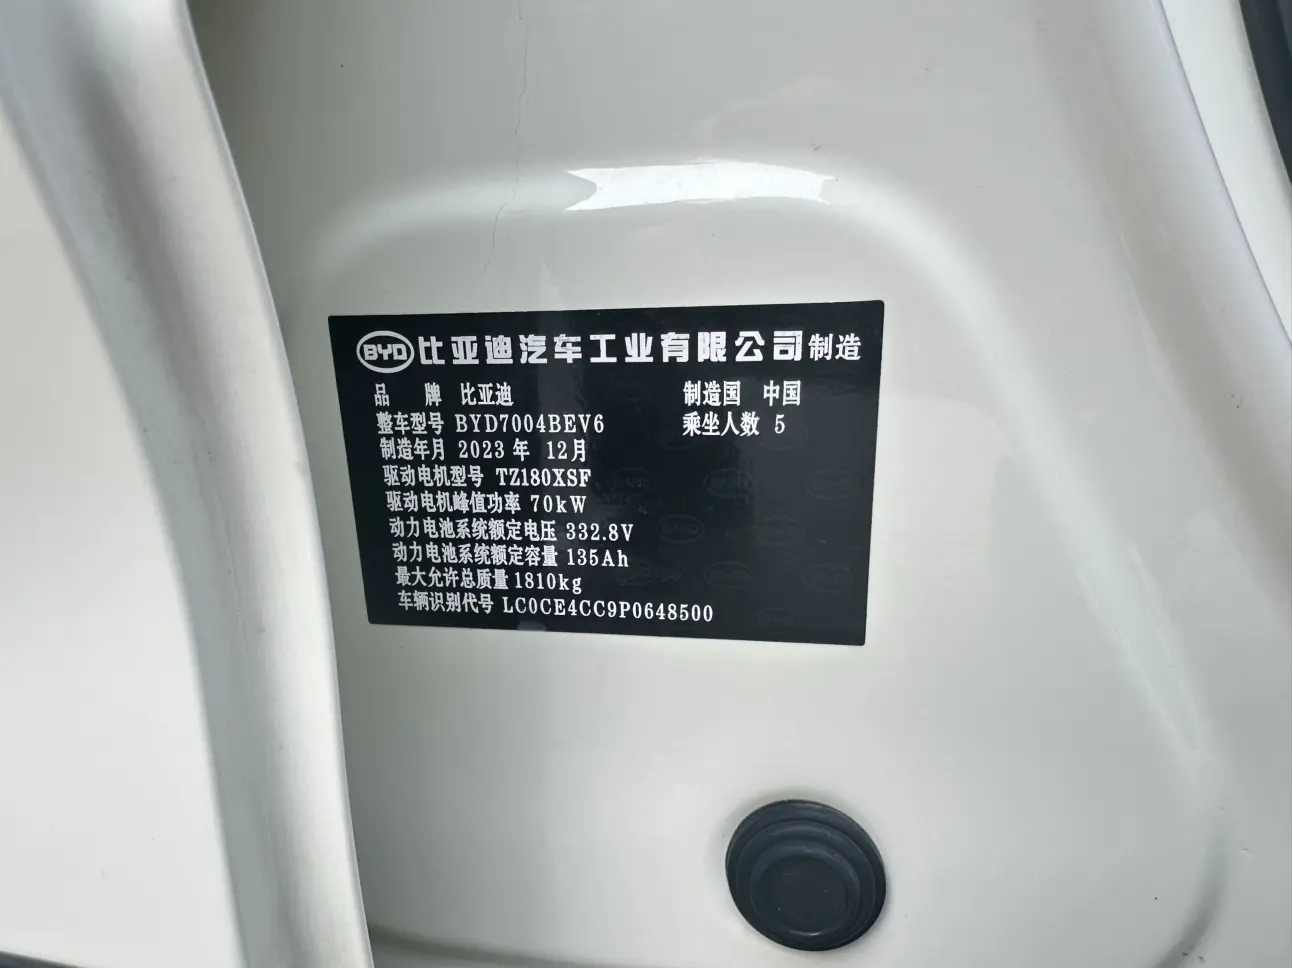 BYD 比亚迪汽车工业有限公司制造
品 牌 比亚迪 制造国 中国
整车型号 BYD7004BEV6 乘坐人数 5
制造年月 2023 年 12月
驱动电机型号 TZ180XSF
驱动电机峰值功率 70kW
动力电池系统额定电压 332.8V
动力电池系统额定容量 135Ah
最大允许总质量 1810kg
车辆识别代号 LC0CE4CC9P0648500